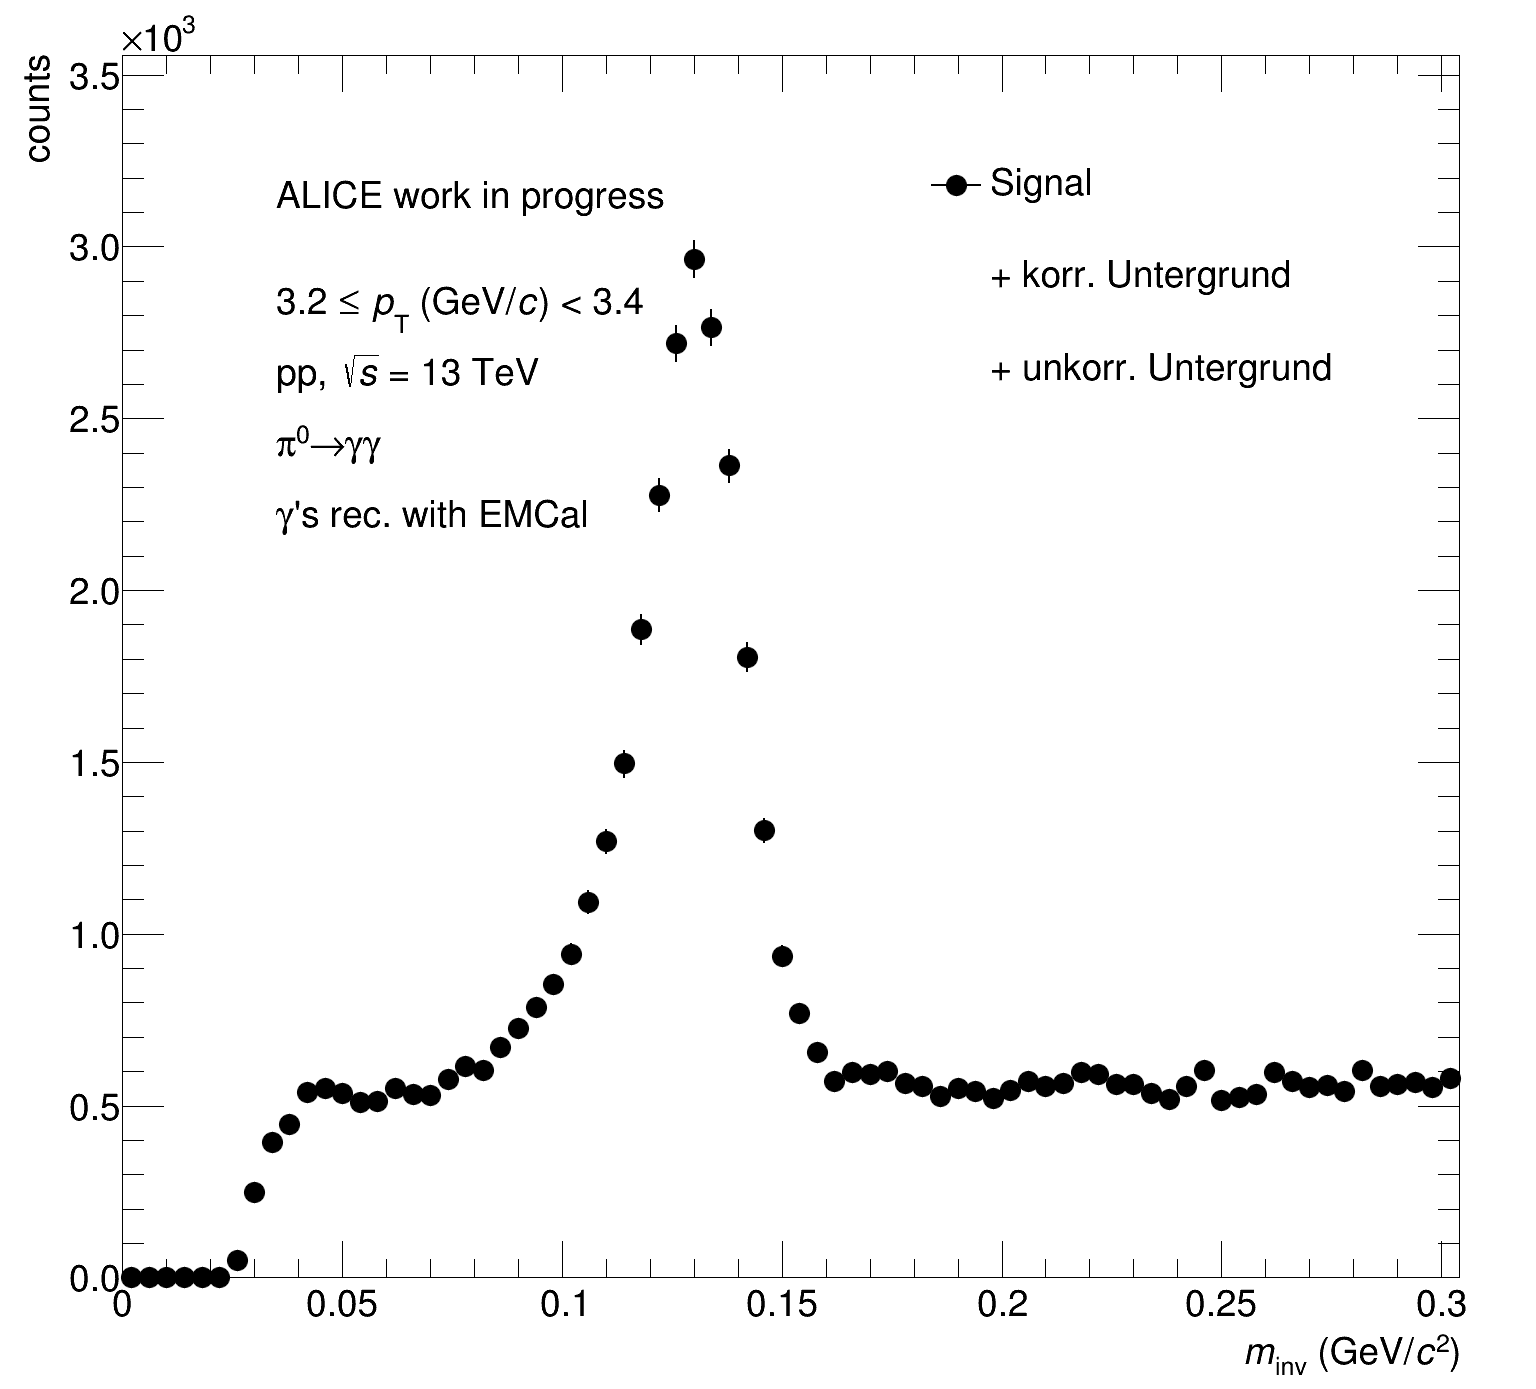 ×10³
counts
3.5
3.0
2.5
2.0
1.5
1.0
0.5
0.0
ALICE work in progress
3.2 ≤ p_T (GeV/c) < 3.4
pp, √s = 13 TeV
π⁰→γγ
γ's rec. with EMCal
Signal
+ korr. Untergrund
+ unkorr. Untergrund
0 0.05 0.1 0.15 0.2 0.25 0.3
m_inv (GeV/c²)